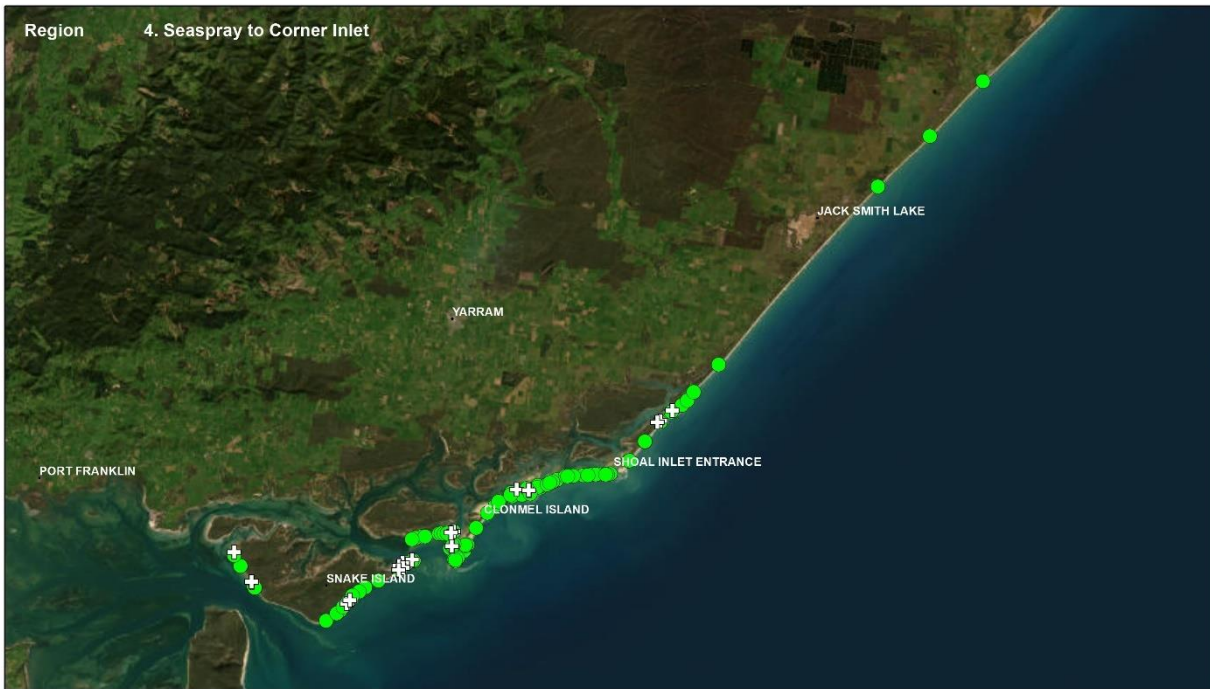 Region 4. Seaspray to Corner Inlet
JACK SMITH LAKE
YARRAM
SHOAL INLET ENTRANCE
PORT FRANKLIN
CLONMEL ISLAND
SNAKE ISLAND